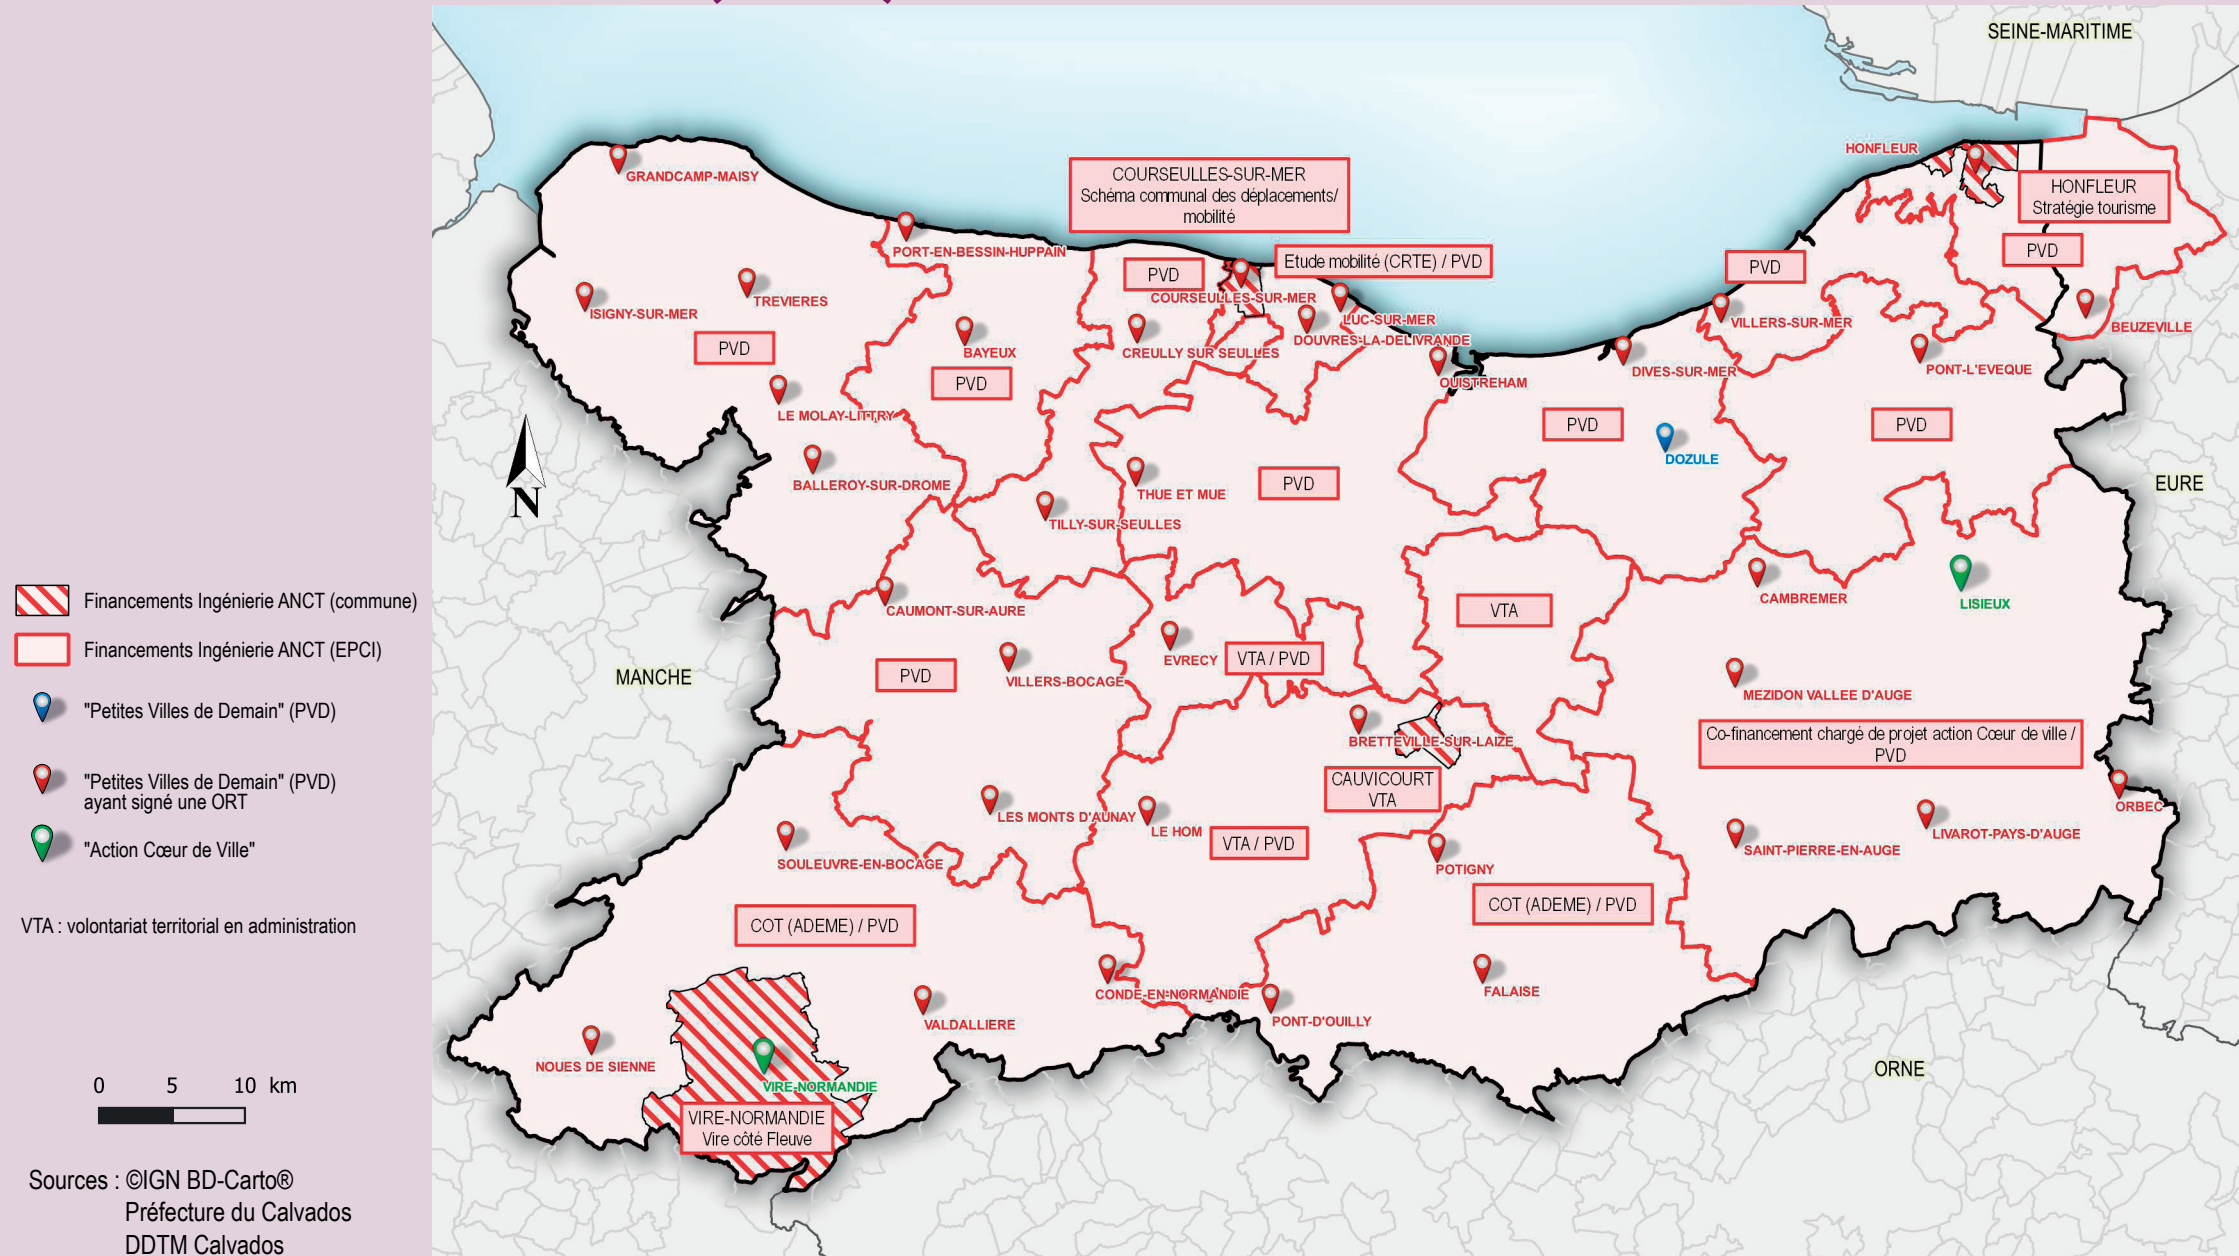 SEINE-MARITIME
HONFLEUR
GRANDCAMP-MAISY
COURSEULLES-SUR-MER
Schéma communal des déplacements/
mobilité
HONFLEUR
Stratégie tourisme
PORT-EN-BESSIN-HUPPAIN
PVD
Etude mobilité (CRTE) / PVD
PVD
PVD
TREVIERES
ISIGNY-SUR-MER
COURSEULLES-SUR-MER
LUC-SUR-MER
VILLERS-SUR-MER
BEUZEVILLE
PVD
BAYEUX
CREULLY SUR SEULLES
DOUVRES-LA-DELIVRANDE
OUISTREHAM
DIVES-SUR-MER
PONT-L'EVEQUE
PVD
LE MOLAY-LITTRY
PVD
PVD
DOZULE
BALLEROY-SUR-DROME
THUE ET MUE
PVD
EURE
TILLY-SUR-SEULLES
N
CAUMONT-SUR-AURE
VTA
CAMBREMER
LISIEUX
Financements Ingénierie ANCT (commune)
Financements Ingénierie ANCT (EPCI)
"Petites Villes de Demain" (PVD)
"Petites Villes de Demain" (PVD)
ayant signé une ORT
"Action Cœur de Ville"
VTA : volontariat territorial en administration
MANCHE
PVD
VILLERS-BOCAGE
EVRECY
VTA / PVD
MEZIDON VALLEE D'AUGE
BRETTEVILLE-SUR-LAIZE
Co-financement chargé de projet action Cœur de ville /
PVD
CAUVICOURT
VTA
ORBEC
LES MONTS D'AUNAY
LE HOM
VTA / PVD
SOULEUVRE-EN-BOCAGE
POTIGNY
SAINT-PIERRE-EN-AUGE
LIVAROT-PAYS-D'AUGE
COT (ADEME) / PVD
COT (ADEME) / PVD
CONDE-EN-NORMANDIE
FALAISE
PONT-D'OUILLY
VALDALLIERE
NOUES DE SIENNE
VIRE-NORMANDIE
VIRE-NORMANDIE
Vire côté Fleuve
ORNE
0 5 10 km
Sources : ©IGN BD-Carto®
Préfecture du Calvados
DDTM Calvados